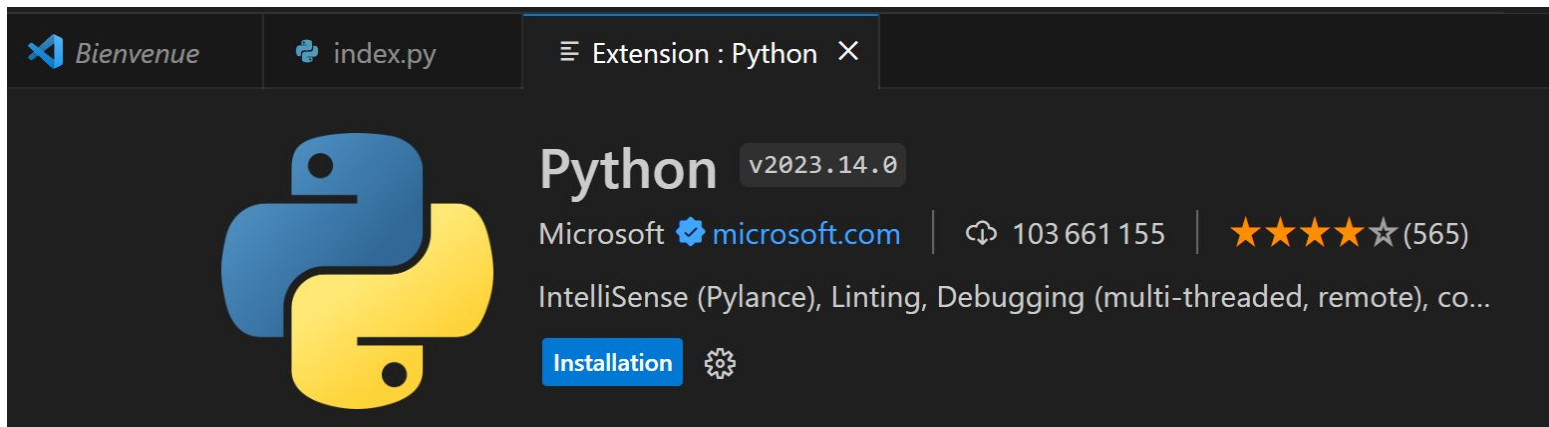 Bienvenue index.py Extension : Python
Python v2023.14.0
Microsoft microsoft.com 103 661 155 (565)
IntelliSense (Pylance), Linting, Debugging (multi-threaded, remote), co...
Installation